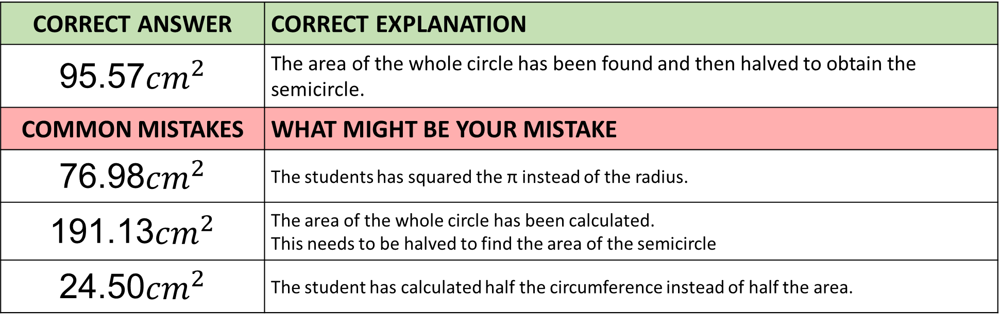 CORRECT ANSWER
CORRECT EXPLANATION
95.57cm²
The area of the whole circle has been found and then halved to obtain the
semicircle.
COMMON MISTAKES
WHAT MIGHT BE YOUR MISTAKE
76.98cm²
The students has squared the π instead of the radius.
191.13cm²
The area of the whole circle has been calculated.
This needs to be halved to find the area of the semicircle
24.50cm²
The student has calculated half the circumference instead of half the area.